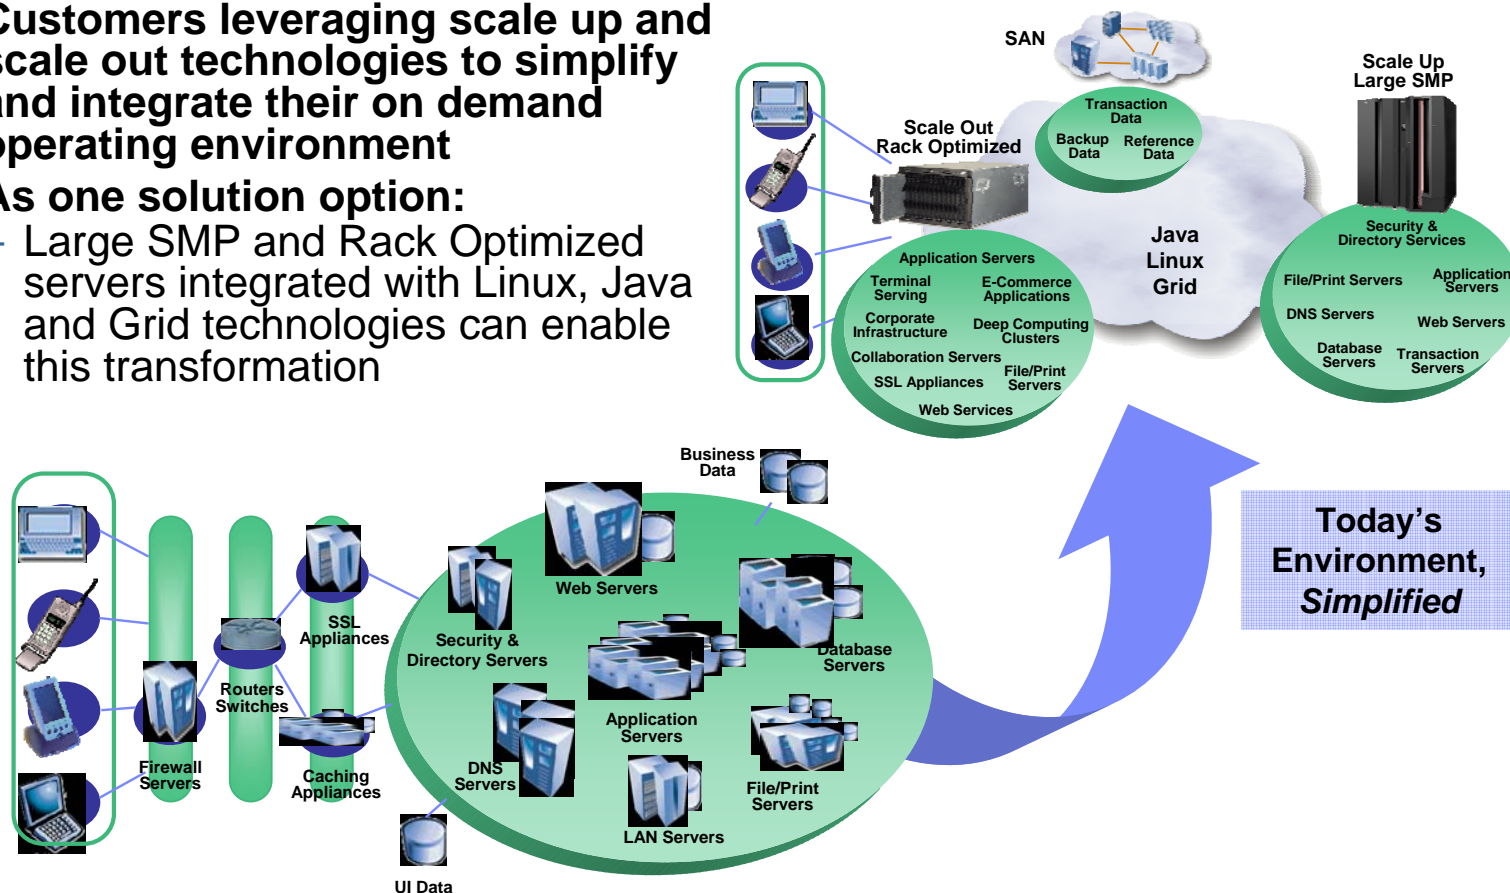 Customers leveraging scale up and
scale out technologies to simplify
and integrate their on demand
operating environment
As one solution option:
– Large SMP and Rack Optimized
servers integrated with Linux, Java
and Grid technologies can enable
this transformation
SAN
Transaction
Data
Backup
Data
Reference
Data
Scale Up
Large SMP
Scale Out
Rack Optimized
Java
Linux
Grid
Application Servers
Terminal
Serving
E-Commerce
Applications
Corporate
Infrastructure
Deep Computing
Clusters
Collaboration Servers
SSL Appliances
File/Print
Servers
Web Services
Security &
Directory Services
File/Print Servers
Application
Servers
DNS Servers
Web Servers
Database
Servers
Transaction
Servers
Business
Data
Web Servers
SSL
Appliances
Security &
Directory Servers
Database
Servers
Routers
Switches
Application
Servers
Firewall
Servers
Caching
Appliances
DNS
Servers
File/Print
Servers
LAN Servers
UI Data
Today's
Environment,
Simplified